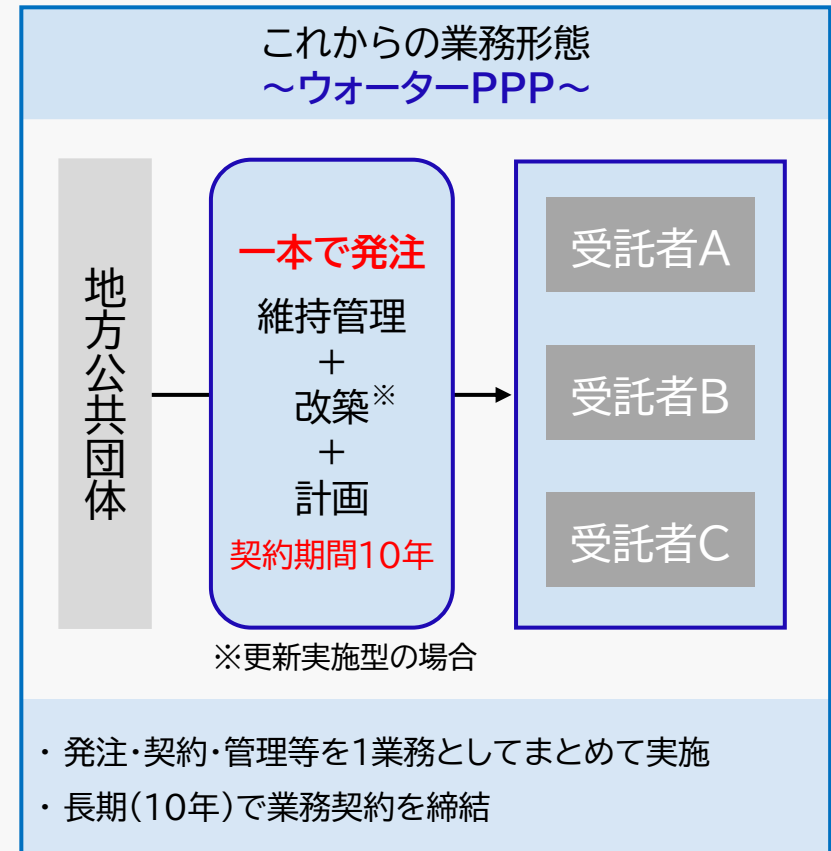 これからの業務形態
～ウォーターPPP～
地方公共団体
一本で発注
維持管理
＋
改築※
＋
計画
契約期間10年
受託者A
受託者B
受託者C
※更新実施型の場合
・発注・契約・管理等を1業務としてまとめて実施
・長期(10年)で業務契約を締結